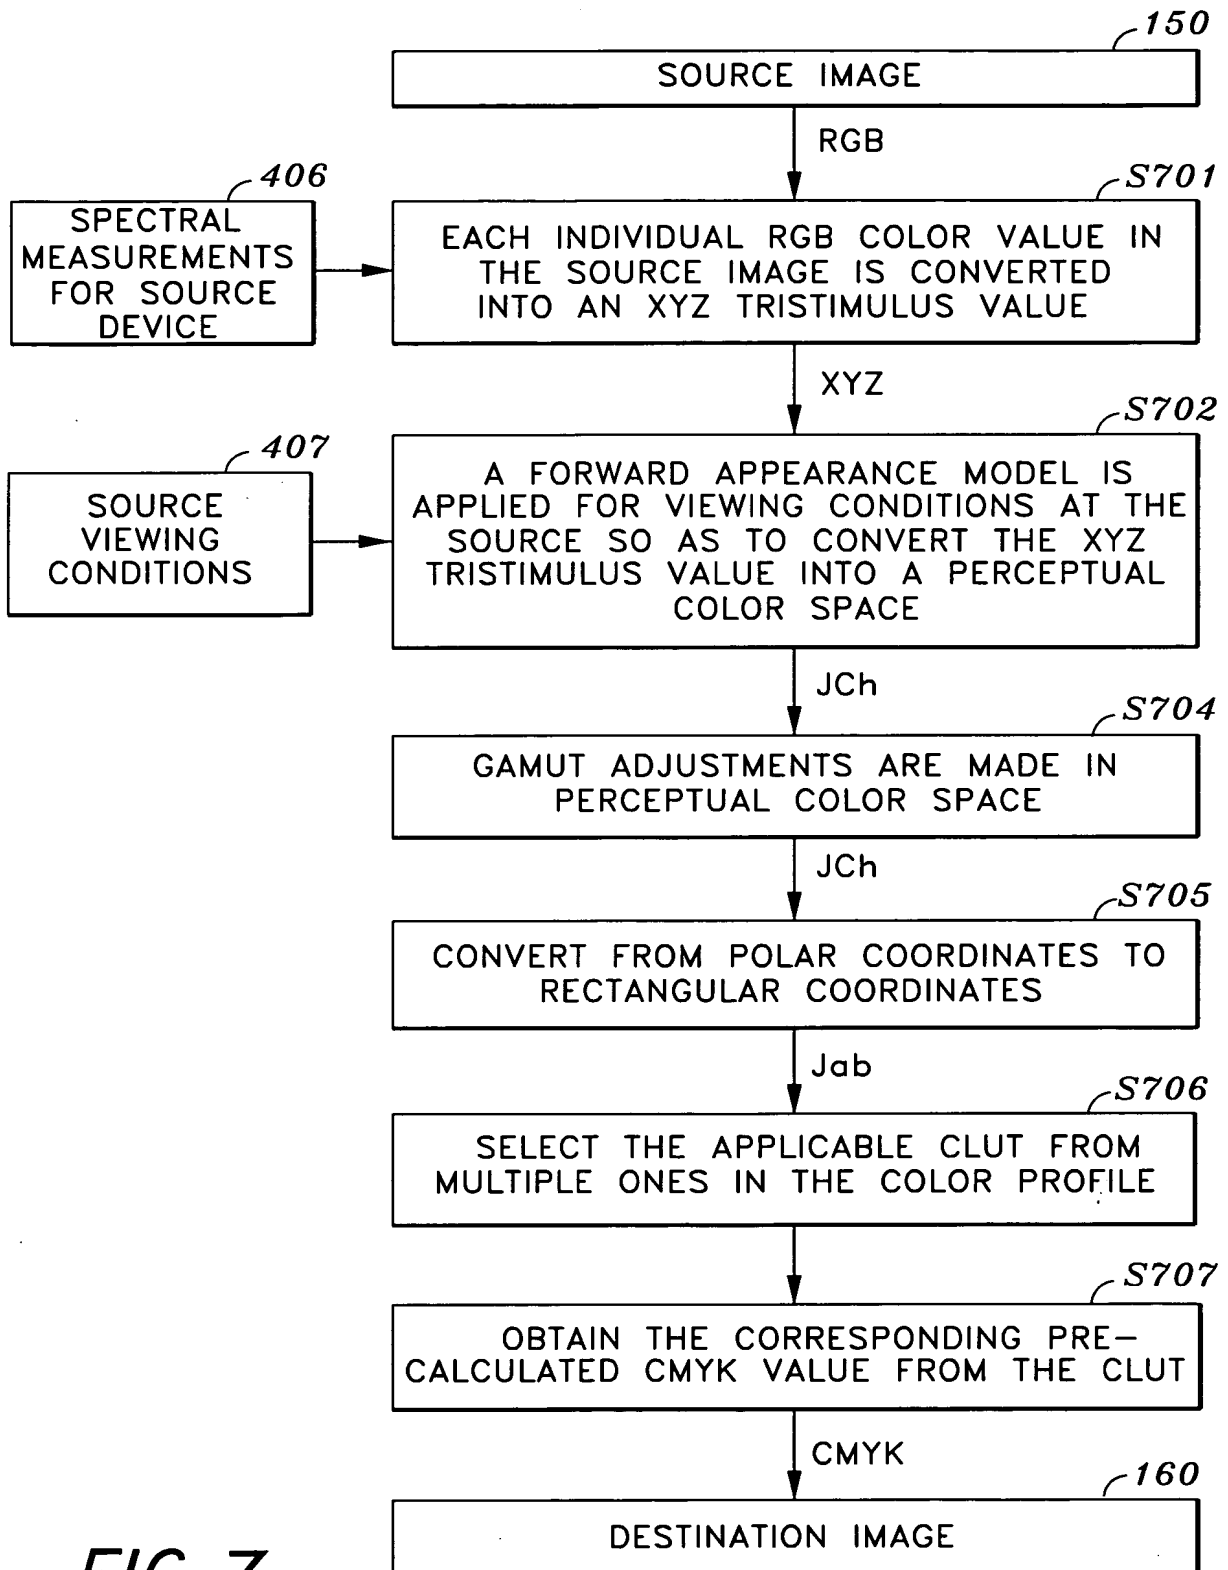 150
SOURCE IMAGE
RGB
406
SPECTRAL
MEASUREMENTS
FOR SOURCE
DEVICE
S701
EACH INDIVIDUAL RGB COLOR VALUE IN
THE SOURCE IMAGE IS CONVERTED
INTO AN XYZ TRISTIMULUS VALUE
XYZ
407
SOURCE
VIEWING
CONDITIONS
S702
A FORWARD APPEARANCE MODEL IS
APPLIED FOR VIEWING CONDITIONS AT THE
SOURCE SO AS TO CONVERT THE XYZ
TRISTIMULUS VALUE INTO A PERCEPTUAL
COLOR SPACE
JCh
S704
GAMUT ADJUSTMENTS ARE MADE IN
PERCEPTUAL COLOR SPACE
JCh
S705
CONVERT FROM POLAR COORDINATES TO
RECTANGULAR COORDINATES
Jab
S706
SELECT THE APPLICABLE CLUT FROM
MULTIPLE ONES IN THE COLOR PROFILE
S707
OBTAIN THE CORRESPONDING PRE-
CALCULATED CMYK VALUE FROM THE CLUT
CMYK
160
DESTINATION IMAGE
FIG. 7